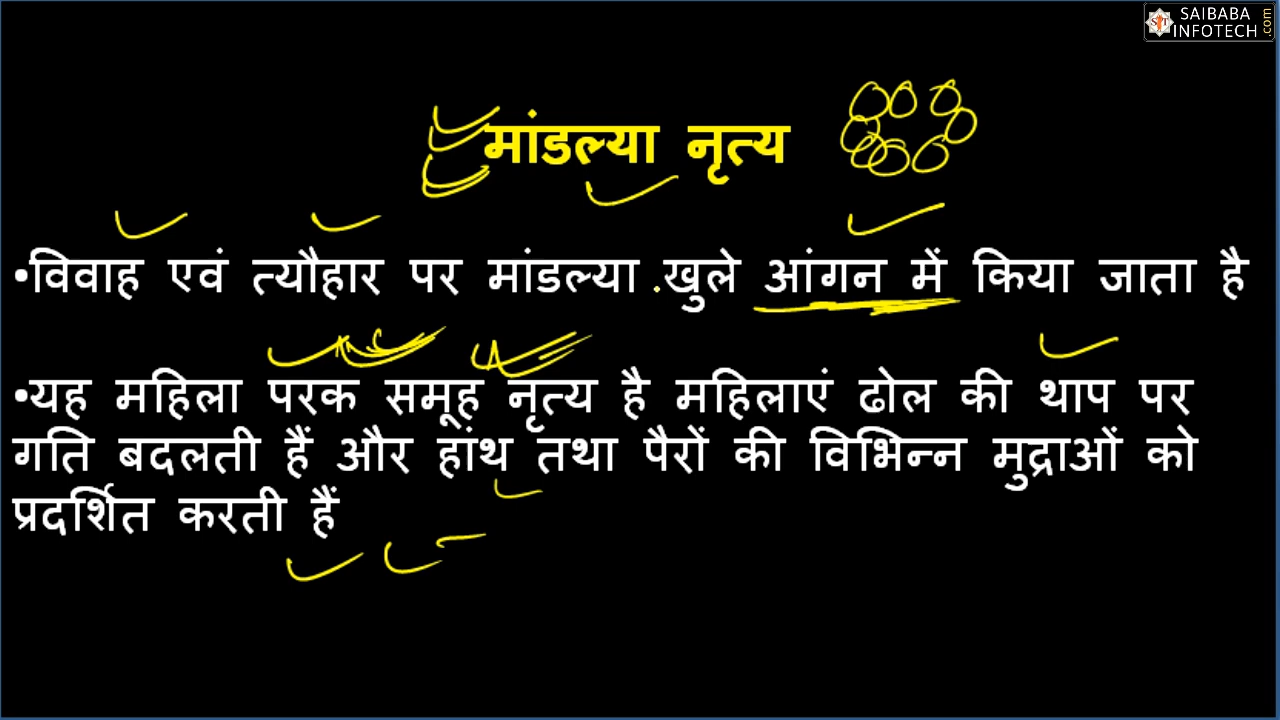 SAIBABA
INFOTECH
.com
मांडल्या नृत्य
•विवाह एवं त्यौहार पर मांडल्या खुले आंगन में किया जाता है
•यह महिला परक समूह नृत्य है महिलाएं ढोल की थाप पर
गति बदलती हैं और हांथ तथा पैरों की विभिन्न मुद्राओं को
प्रदर्शित करती हैं